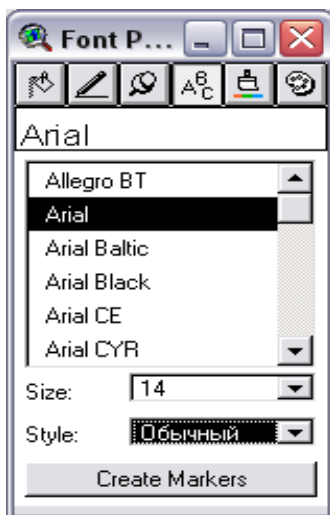 Font P...
ABC
Arial
Allegro BT
Arial
Arial Baltic
Arial Black
Arial CE
Arial CYR
Size: 14
Style: Обычный
Create Markers